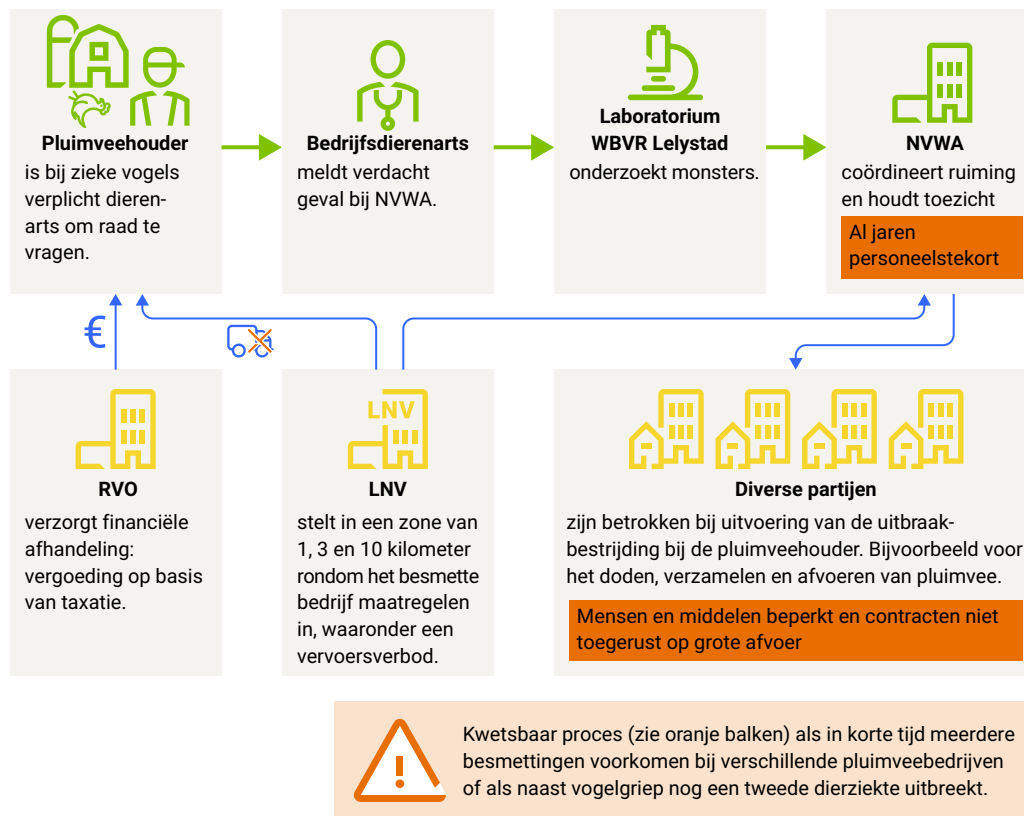 Pluimveehouder
is bij zieke vogels
verplicht dieren-
arts om raad te
vragen.
Bedrijfsdierenarts
meldt verdacht
geval bij NVWA.
Laboratorium
WBVR Lelystad
onderzoekt monsters.
NVWA
coördineert ruiming
en houdt toezicht
Al jaren
personeelstekort
€
RVO
verzorgt financiële
afhandeling:
vergoeding op basis
van taxatie.
LNV
LNV
stelt in een zone van
1, 3 en 10 kilometer
rondom het besmette
bedrijf maatregelen
in, waaronder een
vervoersverbod.
Diverse partijen
zijn betrokken bij uitvoering van de uitbraak-
bestrijding bij de pluimveehouder. Bijvoorbeeld voor
het doden, verzamelen en afvoeren van pluimvee.
Mensen en middelen beperkt en contracten niet
toegerust op grote afvoer
Kwetsbaar proces (zie oranje balken) als in korte tijd meerdere
besmettingen voorkomen bij verschillende pluimveebedrijven
of als naast vogelgriep nog een tweede dierziekte uitbreekt.